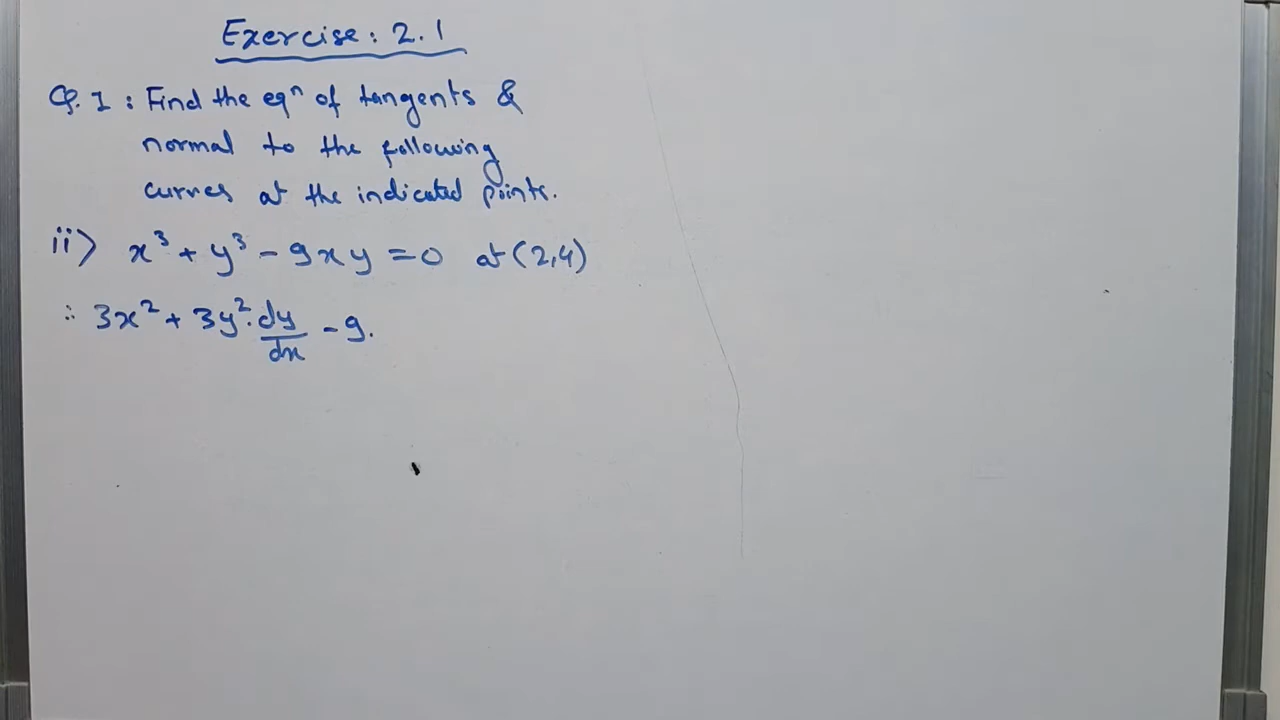 Exercise: 2.1
Q.1: Find the eqⁿ of tangents &
normal to the following
curves at the indicated points.
ii) x³ + y³ - 9xy = 0 at (2,4)
∴ 3x² + 3y²·dy/dx - 9.